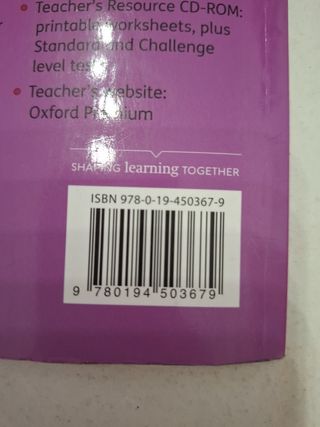 • Teacher's Resource CD-ROM:
printable worksheets, plus
Standard and Challenge
level tests
• Teacher's website:
Oxford Premium
SHAPING learning TOGETHER
ISBN 978-0-19-450367-9
9 780194 503679